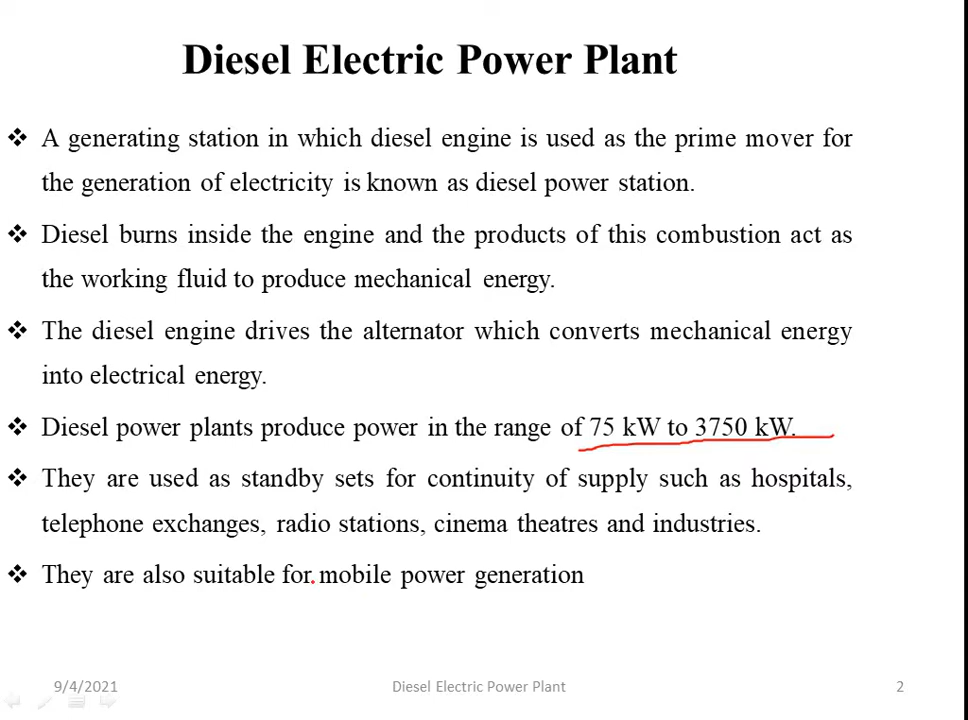 Diesel Electric Power Plant
❖ A generating station in which diesel engine is used as the prime mover for
the generation of electricity is known as diesel power station.
❖ Diesel burns inside the engine and the products of this combustion act as
the working fluid to produce mechanical energy.
❖ The diesel engine drives the alternator which converts mechanical energy
into electrical energy.
❖ Diesel power plants produce power in the range of 75 kW to 3750 kW.
❖ They are used as standby sets for continuity of supply such as hospitals,
telephone exchanges, radio stations, cinema theatres and industries.
❖ They are also suitable for mobile power generation
9/4/2021 Diesel Electric Power Plant 2